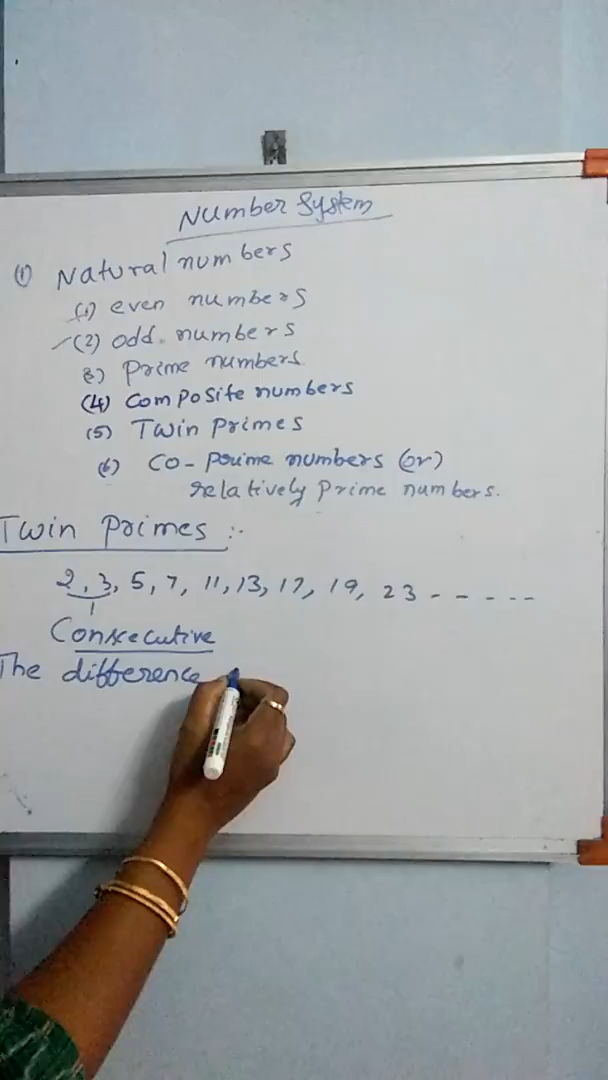 Number System
(1) Natural numbers
(1) even numbers
(2) odd numbers
3) Prime numbers
(4) Composite numbers
(5) Twin Primes
(6) Co-Prime numbers (or)
relatively Prime numbers.
Twin Primes :-
2, 3, 5, 7, 11, 13, 17, 19, 23 ------
1
Consecutive
The difference